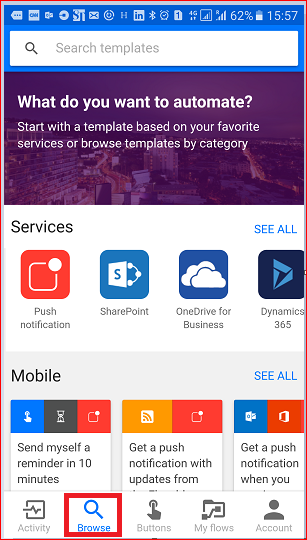 62% 15:57
Search templates
What do you want to automate?
Start with a template based on your favorite
services or browse templates by category
Services SEE ALL
Push
notification
SharePoint
OneDrive for
Business
Dynamics
365
Mobile SEE ALL
Send myself a
reminder in 10
minutes
Get a push
notification with
updates from
Get a push
notification
when you
Activity Browse Buttons My flows Account